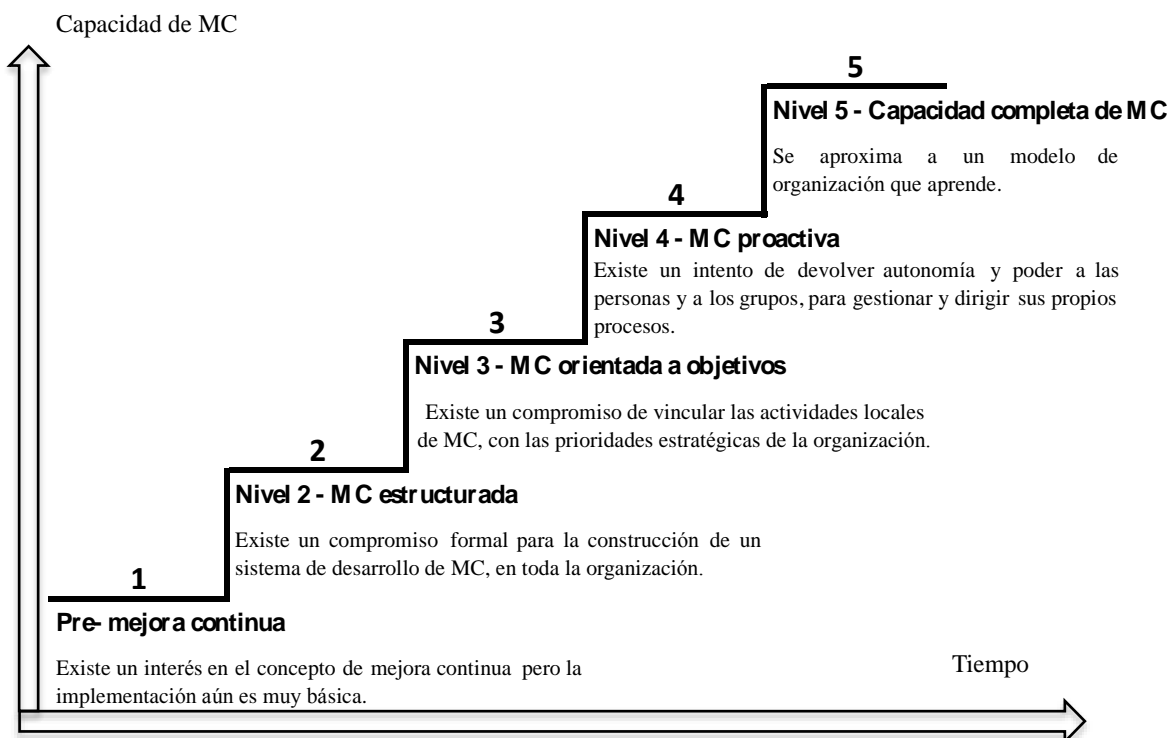 Capacidad de MC
5
Nivel 5 - Capacidad completa de MC
Se aproxima a un modelo de
organización que aprende.
4
Nivel 4 - MC proactiva
Existe un intento de devolver autonomía y poder a las
personas y a los grupos, para gestionar y dirigir sus propios
procesos.
3
Nivel 3 - MC orientada a objetivos
Existe un compromiso de vincular las actividades locales
de MC, con las prioridades estratégicas de la organización.
2
Nivel 2 - MC estructurada
Existe un compromiso formal para la construcción de un
sistema de desarrollo de MC, en toda la organización.
1
Pre- mejora continua
Existe un interés en el concepto de mejora continua pero la
implementación aún es muy básica.
Tiempo